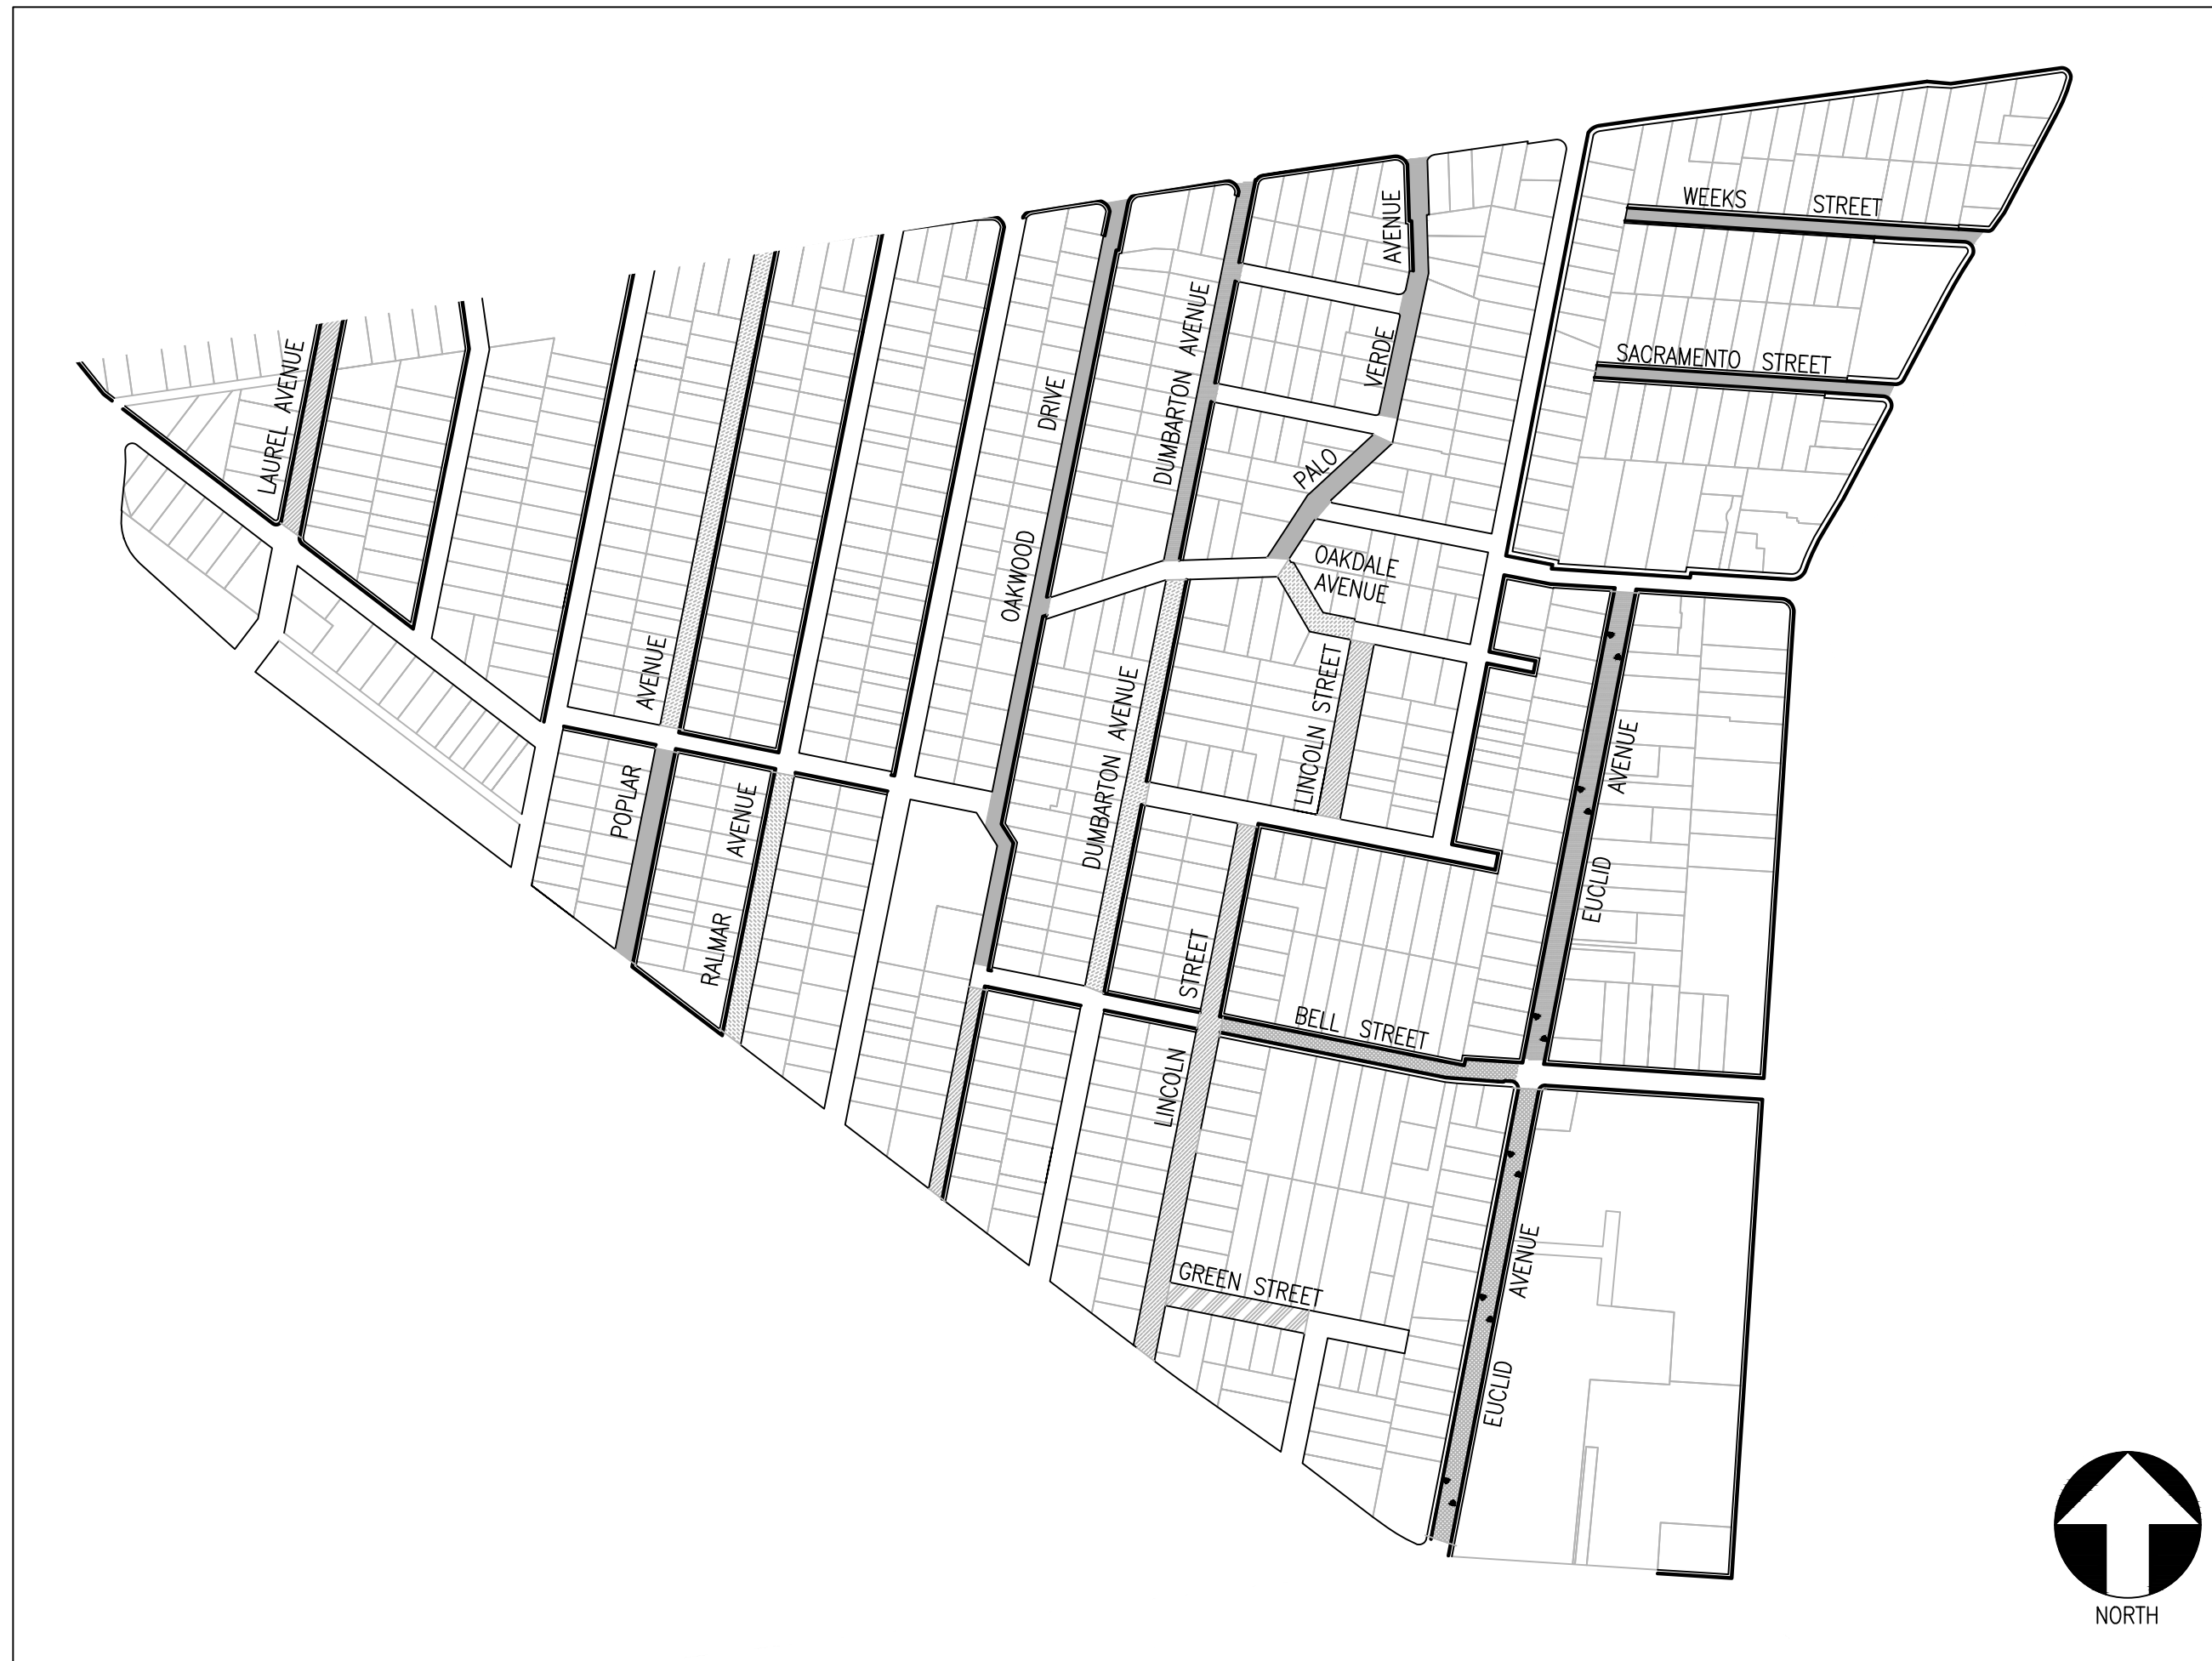 WEEKS STREET
SACRAMENTO STREET
AVENUE
VERDE
PALO
DUMBARTON AVENUE
LAUREL AVENUE
DRIVE
OAKWOOD
OAKDALE
AVENUE
AVENUE
POPLAR
AVENUE
RALMAR
DUMBARTON AVENUE
LINCOLN STREET
AVENUE
EUCLID
STREET
LINCOLN
BELL STREET
GREEN STREET
AVENUE
EUCLID
NORTH